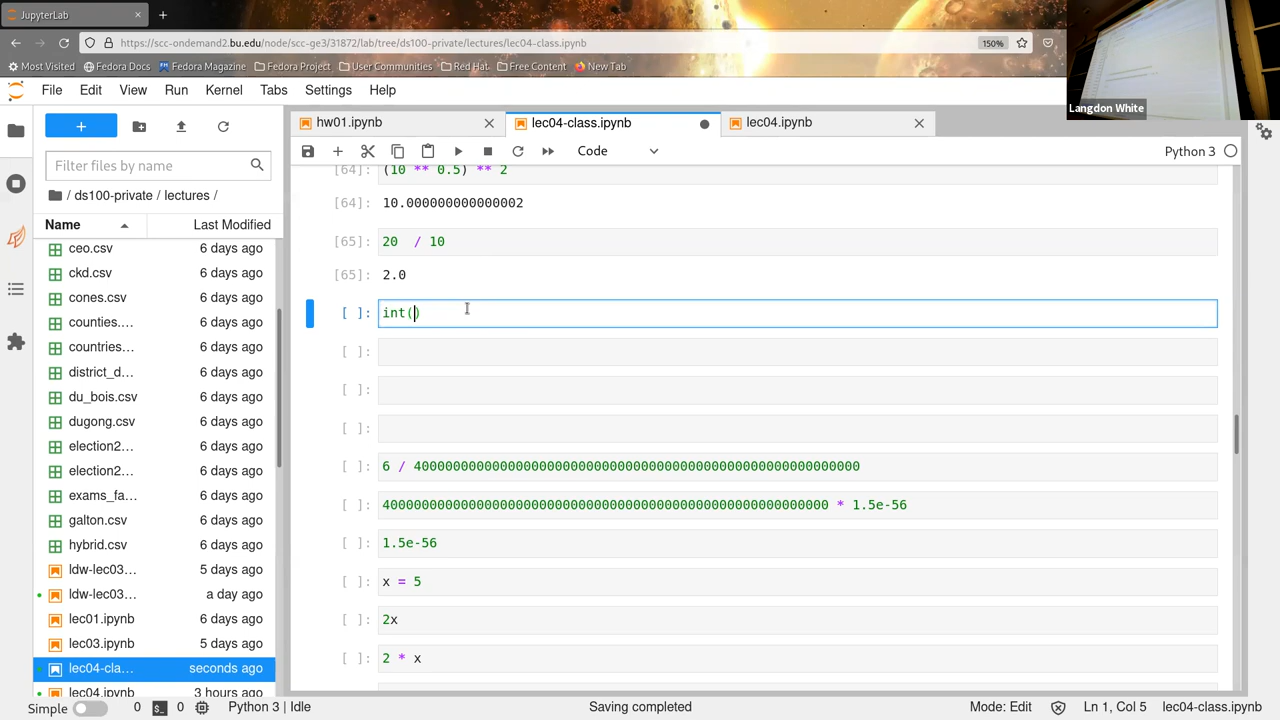 JupyterLab
https://scc-ondemand2.bu.edu/node/scc-ge3/31872/lab/tree/ds100-private/lectures/lec04-class.ipynb
150%
Most Visited
Fedora Docs
Fedora Magazine
Fedora Project
User Communities
Red Hat
Free Content
New Tab
Langdon White
File Edit View Run Kernel Tabs Settings Help
hw01.ipynb
lec04-class.ipynb
lec04.ipynb
Code
Python 3
Filter files by name
/ ds100-private / lectures /
Name Last Modified
ceo.csv 6 days ago
ckd.csv 6 days ago
cones.csv 6 days ago
counties.... 6 days ago
countries... 6 days ago
district_d... 6 days ago
du_bois.csv 6 days ago
dugong.csv 6 days ago
election2... 6 days ago
election2... 6 days ago
exams_fa... 6 days ago
galton.csv 6 days ago
hybrid.csv 6 days ago
ldw-lec03... 5 days ago
ldw-lec03... a day ago
lec01.ipynb 6 days ago
lec03.ipynb 5 days ago
lec04-cla... seconds ago
lec04.ipynb 3 hours ago
[64]: (10 ** 0.5) ** 2
[64]: 10.000000000000002
[65]: 20  / 10
[65]: 2.0
[ ]: int()
[ ]:
[ ]:
[ ]:
[ ]: 6 / 4000000000000000000000000000000000000000000000000000000000
[ ]: 4000000000000000000000000000000000000000000000000000000000 * 1.5e-56
[ ]: 1.5e-56
[ ]: x = 5
[ ]: 2x
[ ]: 2 * x
Simple 0 0 Python 3 | Idle Saving completed Mode: Edit Ln 1, Col 5 lec04-class.ipynb